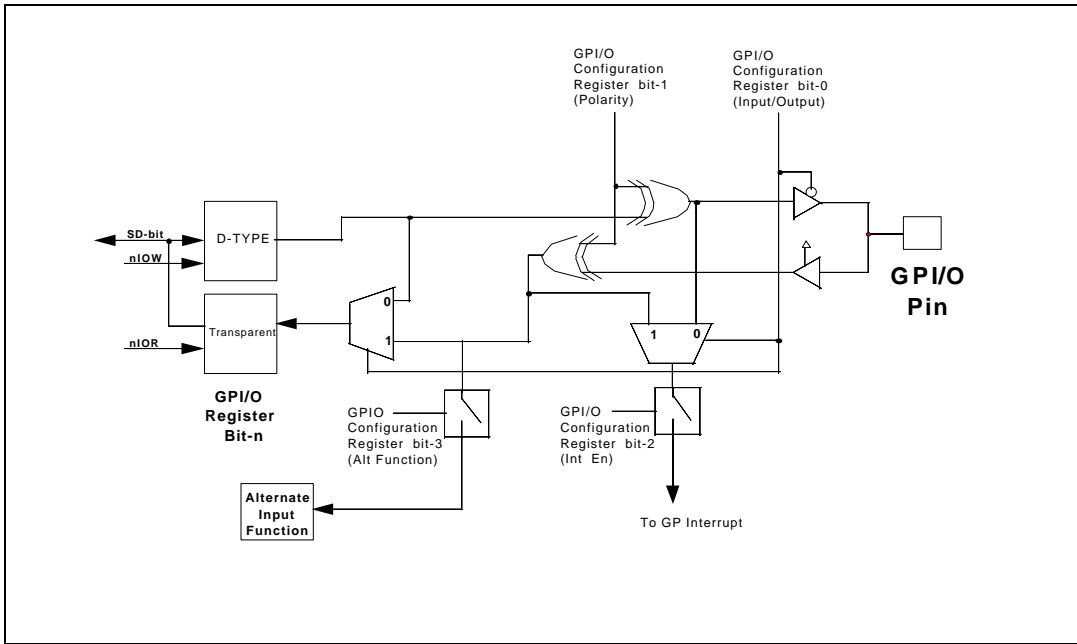 GPI/O
Configuration
Register bit-1
(Polarity)
GPI/O
Configuration
Register bit-0
(Input/Output)
SD-bit
D-TYPE
nIOW
Transparent
nIOR
GPI/O
Register
Bit-n
0
1
1 0
GPI/O
Pin
GPIO
Configuration
Register bit-3
(Alt Function)
GPI/O
Configuration
Register bit-2
(Int En)
Alternate
Input
Function
To GP Interrupt